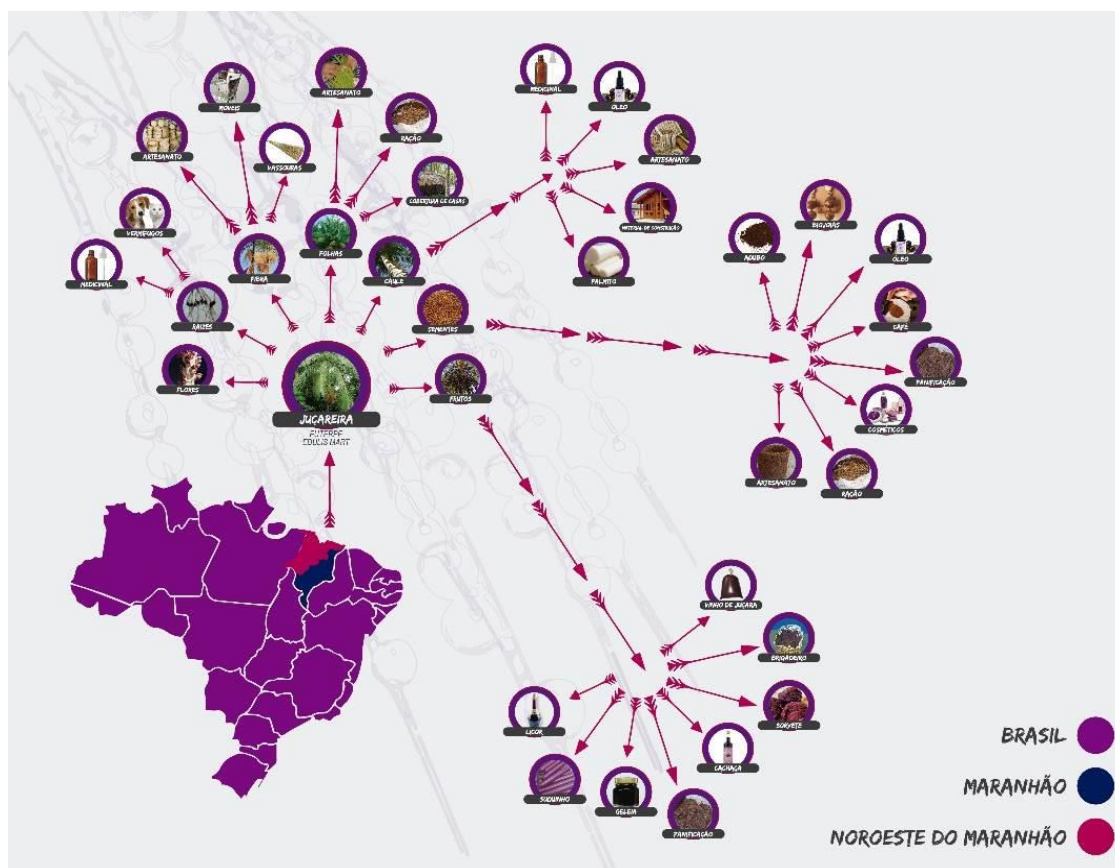 MEDICINAL
ÓLEO
ARTESANATO
MATERIAL DE CONSTRUÇÃO
PALMITO
MÓVEIS
ARTESANATO
ARTESANATO
RAÇÃO
VASSOURAS
COBERTURA DE CASAS
VERMÍFUGOS
MEDICINAL
FIBRA
FOLHAS
CAULE
RAÍZES
SEMENTES
FLORES
FRUTOS
JUÇAREIRA
EUTERPE
EDULIS MART
ADUBO
BIOJOIAS
ÓLEO
CAFÉ
PANIFICAÇÃO
COSMÉTICOS
ARTESANATO
RAÇÃO
VINHO DE JUÇARA
BRIGADEIRO
SORVETE
CACHAÇA
LICOR
SUQUINHO
GELEIA
PANIFICAÇÃO
BRASIL
MARANHÃO
NOROESTE DO MARANHÃO